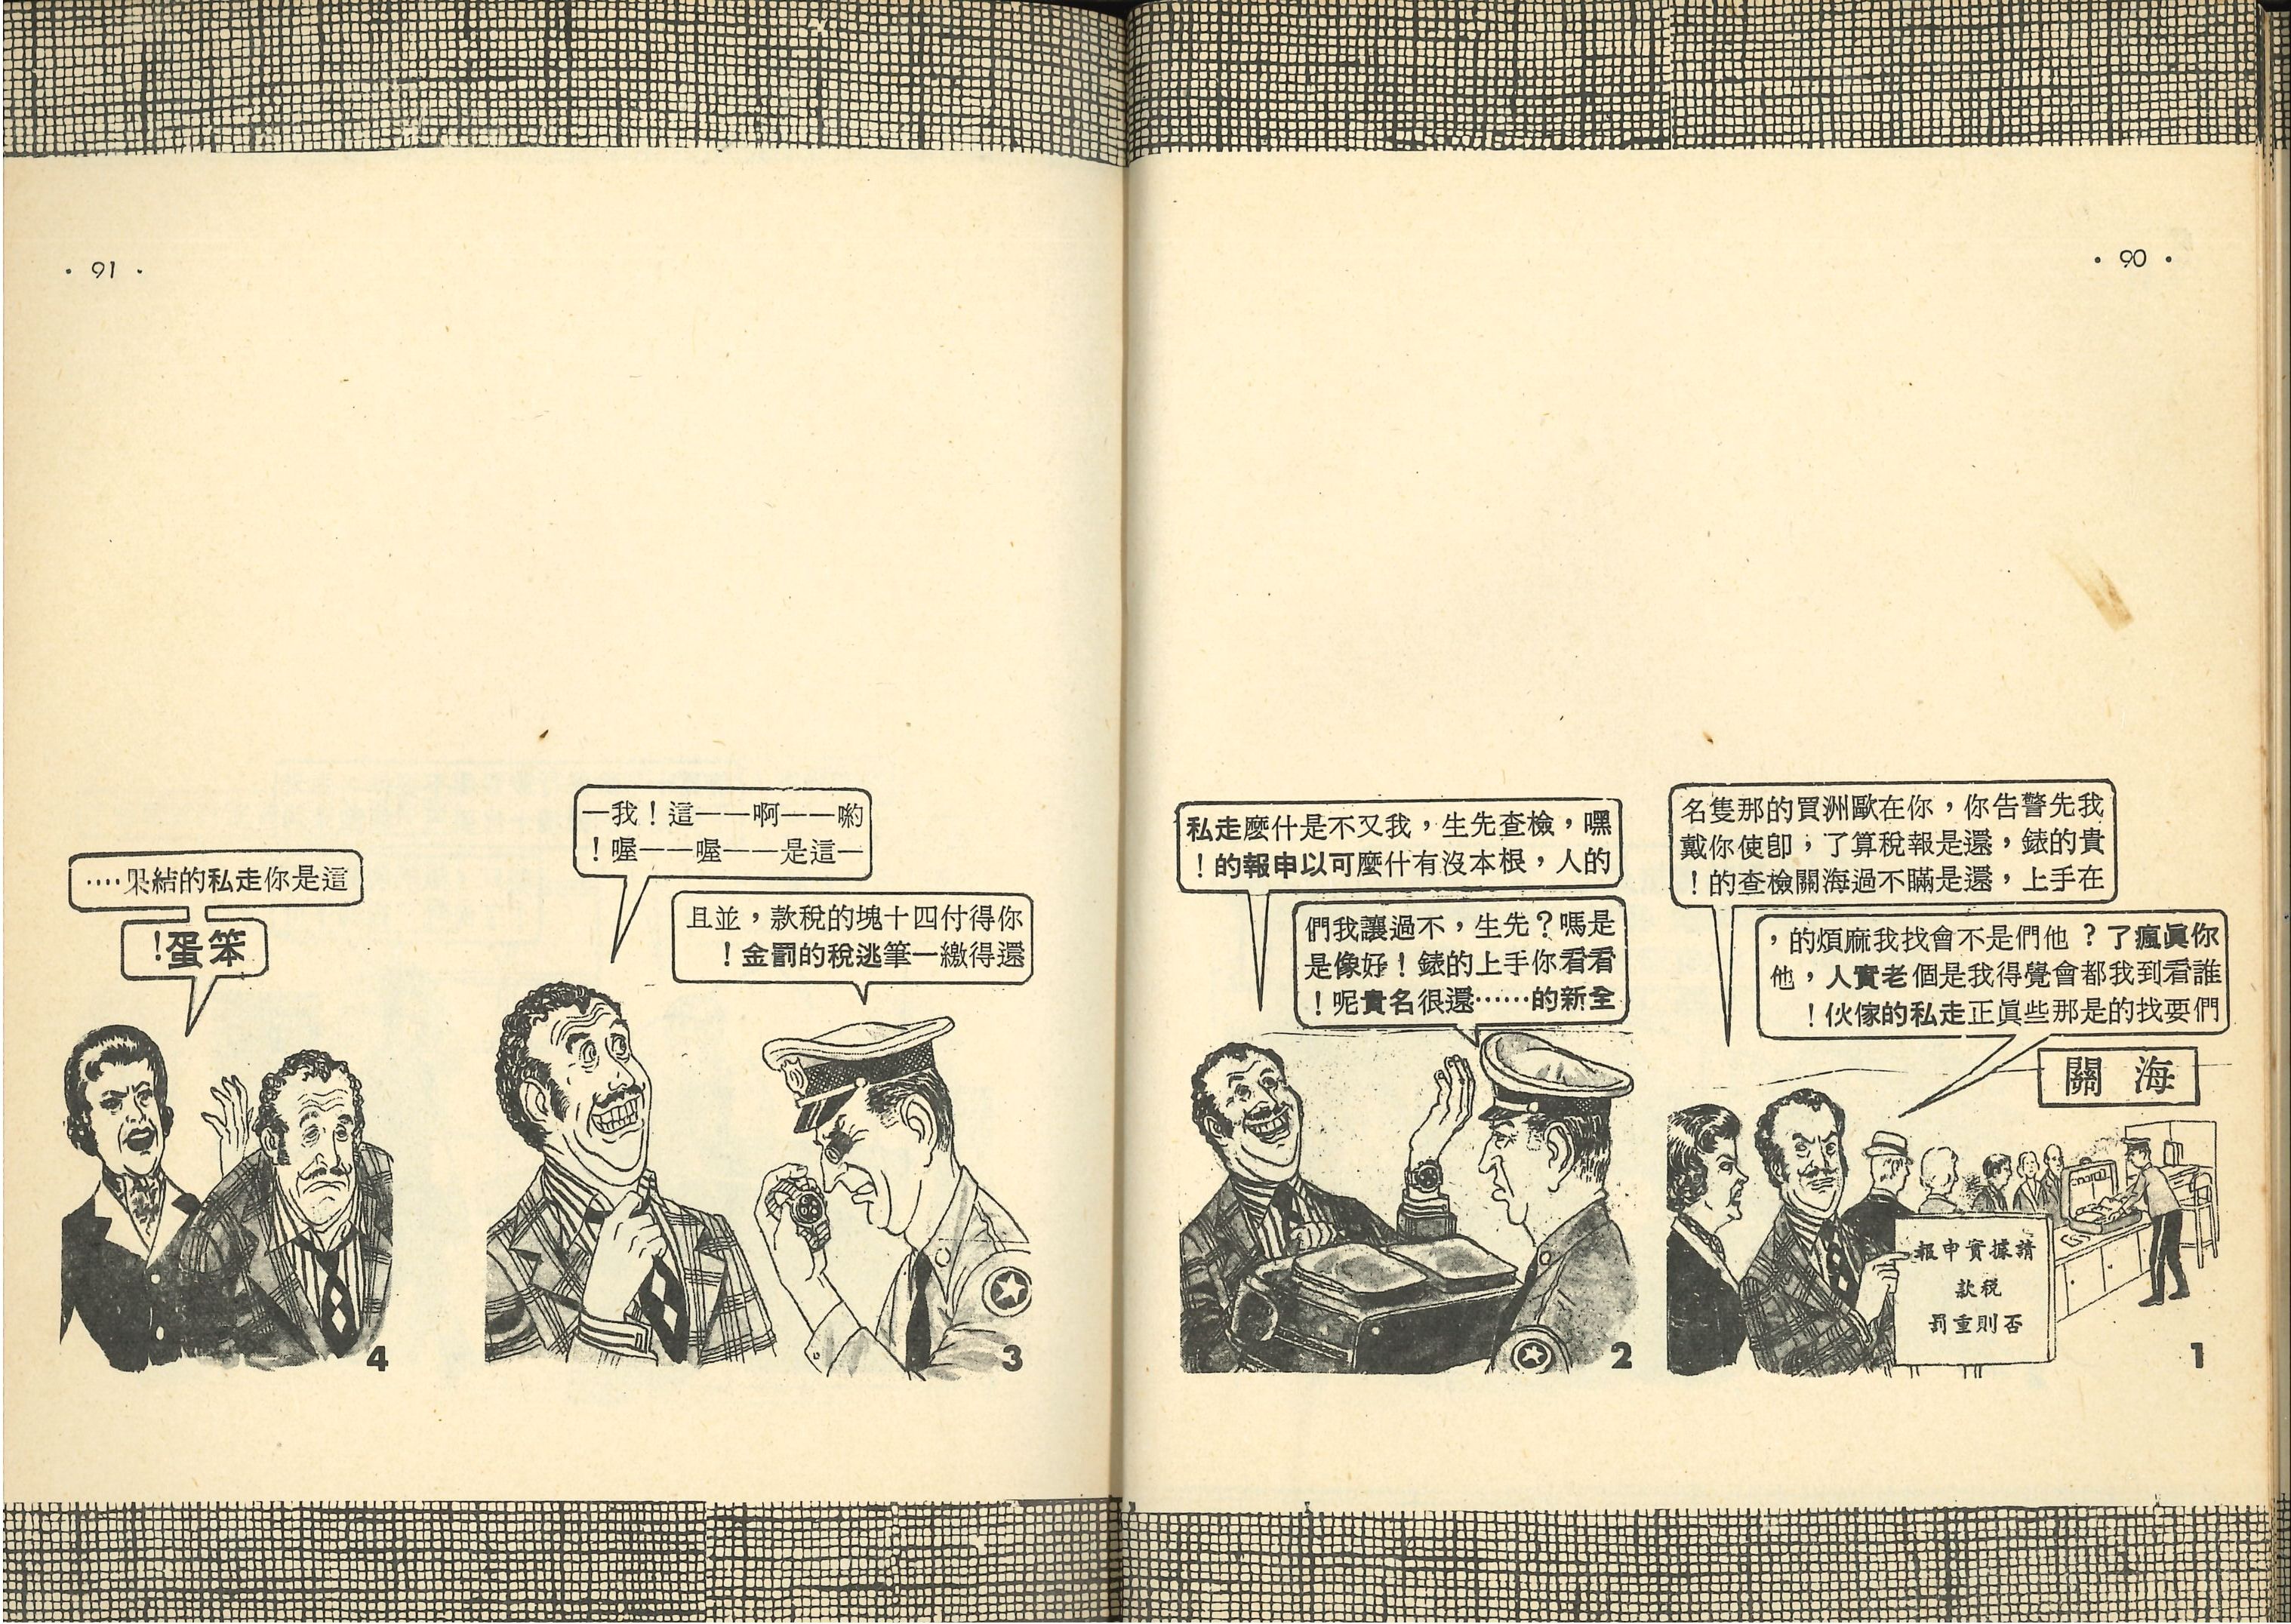 · 90 ·
我先警告你，你在歐洲買的那隻名
貴的錶，還是報稅算了，即使你戴
在手上，還是瞞不過海關檢查的！
你眞瘋了？他們是不會找我麻煩的，
誰看到我都會覺得我是個老實人，他
們要找的是那些眞正走私的傢伙！
海關
請據實申報
稅款
否則重罰
1
嘿，檢查先生，我又不是什麼走私
的人，根本沒有什麼可以申報的！
是嗎？先生，不過讓我們
看看你手上的錶！好像是
全新的……還很名貴呢！
2
· 91 ·
喲——啊——這！我—
—這是——喔——喔！
你得付四十塊的稅款，並且
還得繳一筆逃稅的罰金！
3
這是你走私的結果‥‥
笨蛋！
4